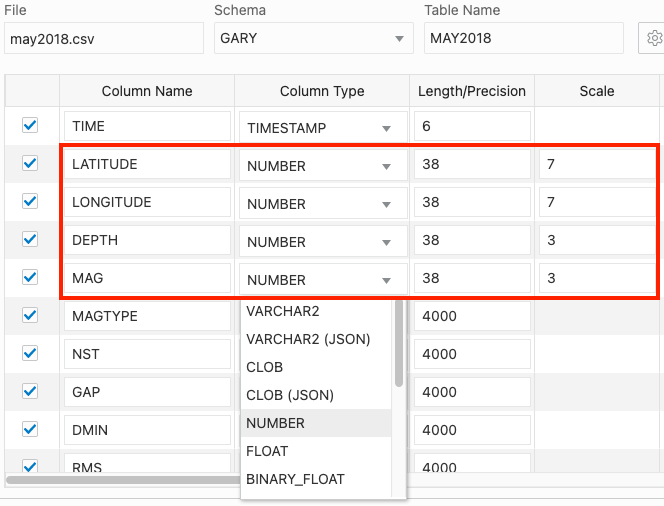 File Schema Table Name
may2018.csv GARY MAY2018
Column Name Column Type Length/Precision Scale
TIME TIMESTAMP 6
LATITUDE NUMBER 38 7
LONGITUDE NUMBER 38 7
DEPTH NUMBER 38 3
MAG NUMBER 38 3
MAGTYPE VARCHAR2 4000
VARCHAR2 (JSON)
NST 4000
CLOB
GAP CLOB (JSON) 4000
DMIN NUMBER 4000
FLOAT
RMS 4000
BINARY_FLOAT